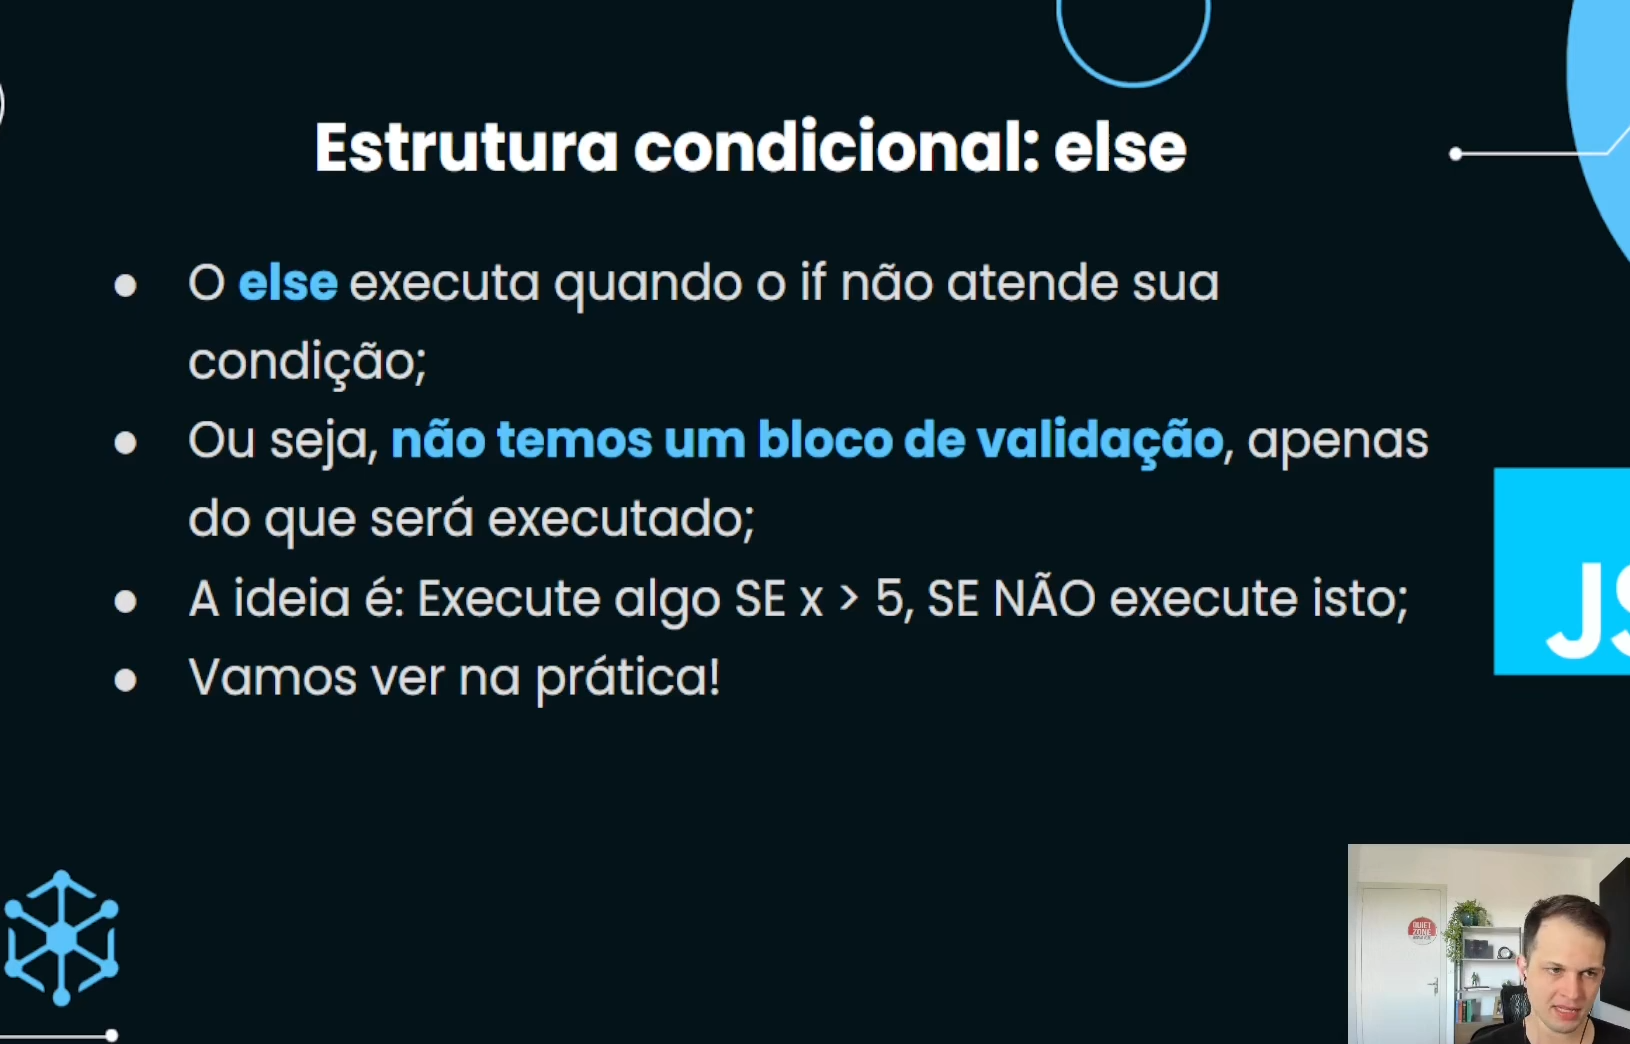 Estrutura condicional: else
● O else executa quando o if não atende sua
condição;
● Ou seja, não temos um bloco de validação, apenas
do que será executado;
● A ideia é: Execute algo SE x > 5, SE NÃO execute isto;
● Vamos ver na prática!
JS
QUIET
ZONE